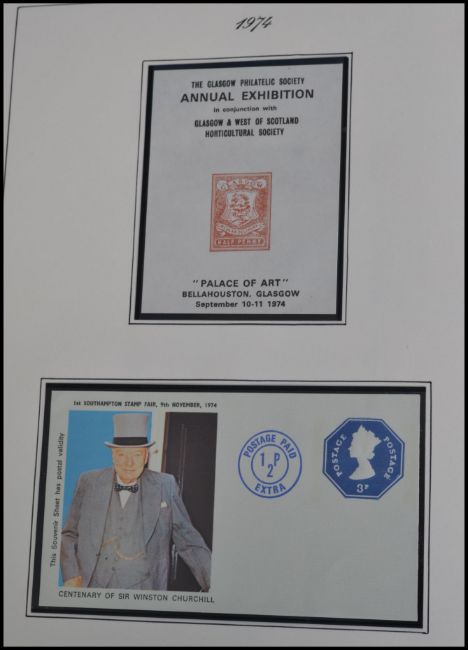 1974
THE GLASGOW PHILATELIC SOCIETY
ANNUAL EXHIBITION
in conjunction with
GLASGOW & WEST OF SCOTLAND
HORTICULTURAL SOCIETY
GLASGOW
HALF PENNY
"PALACE OF ART"
BELLAHOUSTON, GLASGOW
September 10-11 1974
1st SOUTHAMPTON STAMP FAIR, 9th NOVEMBER, 1974
This Souvenir Sheet has postal validity
CENTENARY OF SIR WINSTON CHURCHILL
POSTAGE PAID
1/2P
EXTRA
POSTAGE
POSTAGE
3P